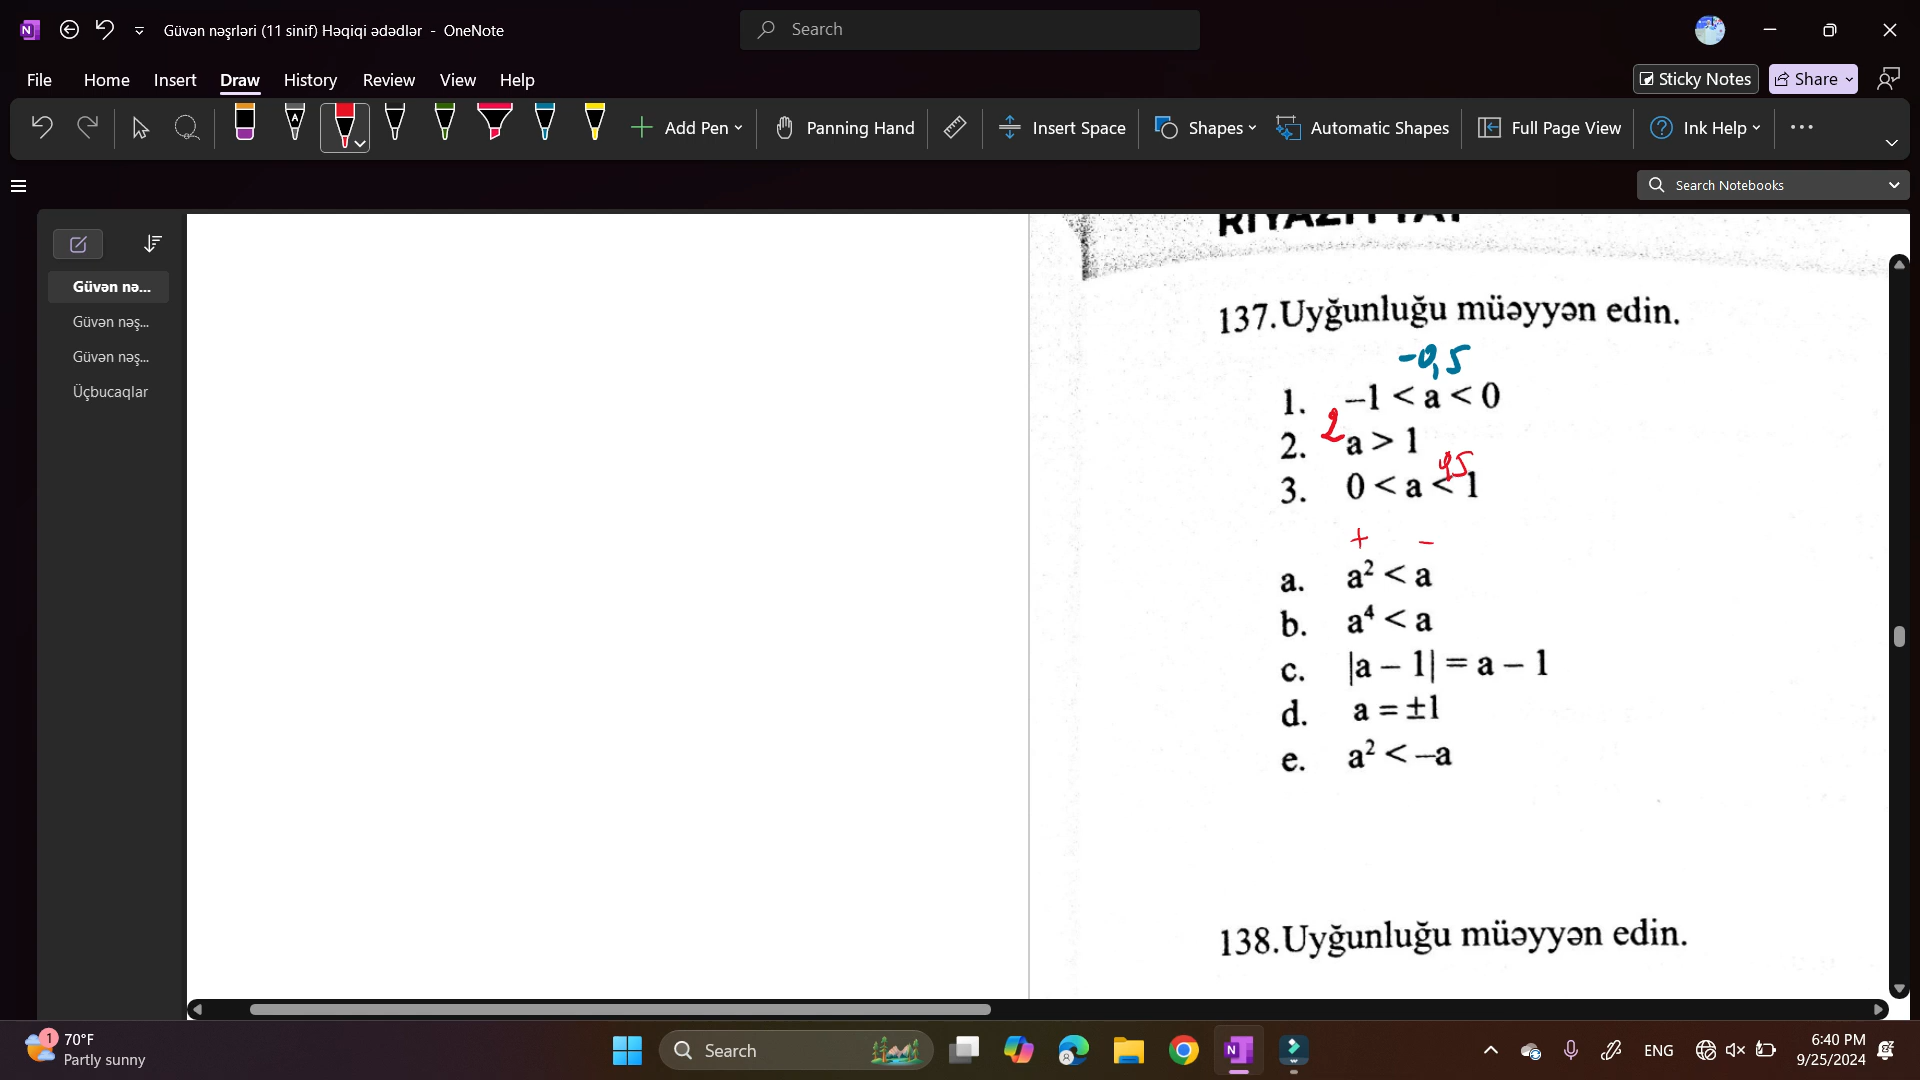 Güvən nəşrləri (11 sinif) Həqiqi ədədlər - OneNote
Search
File Home Insert Draw History Review View Help
Sticky Notes Share
Add Pen Panning Hand Insert Space Shapes Automatic Shapes Full Page View Ink Help
Search Notebooks
Güvən nə...
Güvən nəş...
Güvən nəş...
Üçbucaqlar
RİYAZİYYAT
137.Uyğunluğu müəyyən edin.
-0,5
1. –1 < a < 0
2
2. a > 1
0,5
3. 0 < a < 1
+ -
a. a² < a
b. a⁴ < a
c. |a – 1| = a – 1
d. a = ±1
e. a² < –a
138.Uyğunluğu müəyyən edin.
1 70°F
Partly sunny
Search
ENG
6:40 PM
9/25/2024